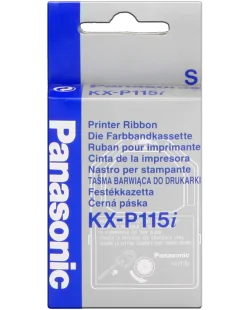 S
Panasonic
KX-P115i
Printer Ribbon
Die Farbbandkassette
Ruban pour imprimante
Cinta de la impresora
Nastro per stampante
TAŚMA BARWIĄCA DO DRUKARKI
Festékkazetta
Černá páska
KX-P115i
Panasonic